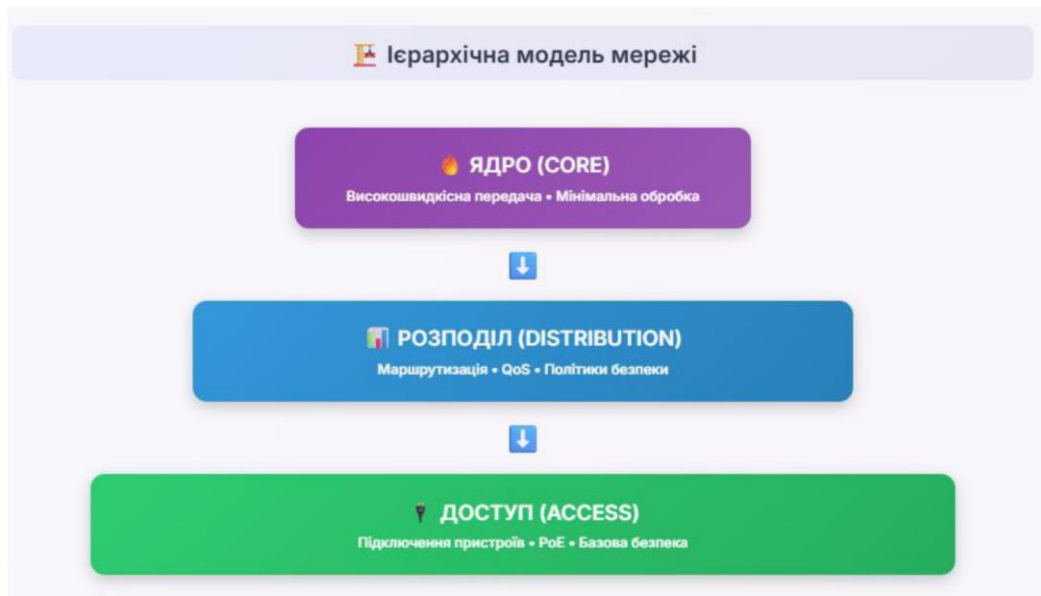 Ієрархічна модель мережі
ЯДРО (CORE)
Високошвидкісна передача • Мінімальна обробка
РОЗПОДІЛ (DISTRIBUTION)
Маршрутизація • QoS • Політики безпеки
ДОСТУП (ACCESS)
Підключення пристроїв • PoE • Базова безпека